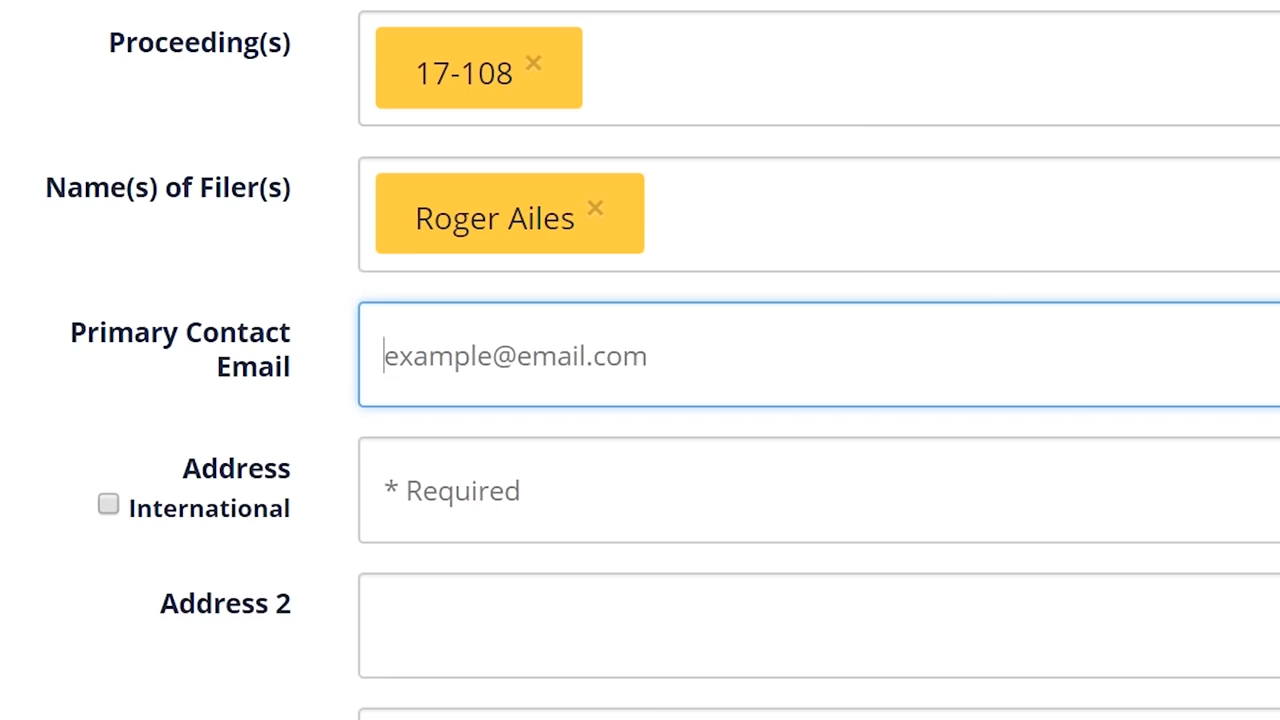 Proceeding(s)
17-108 ×
Name(s) of Filer(s)
Roger Ailes ×
Primary Contact
Email
example@email.com
Address
* Required
International
Address 2